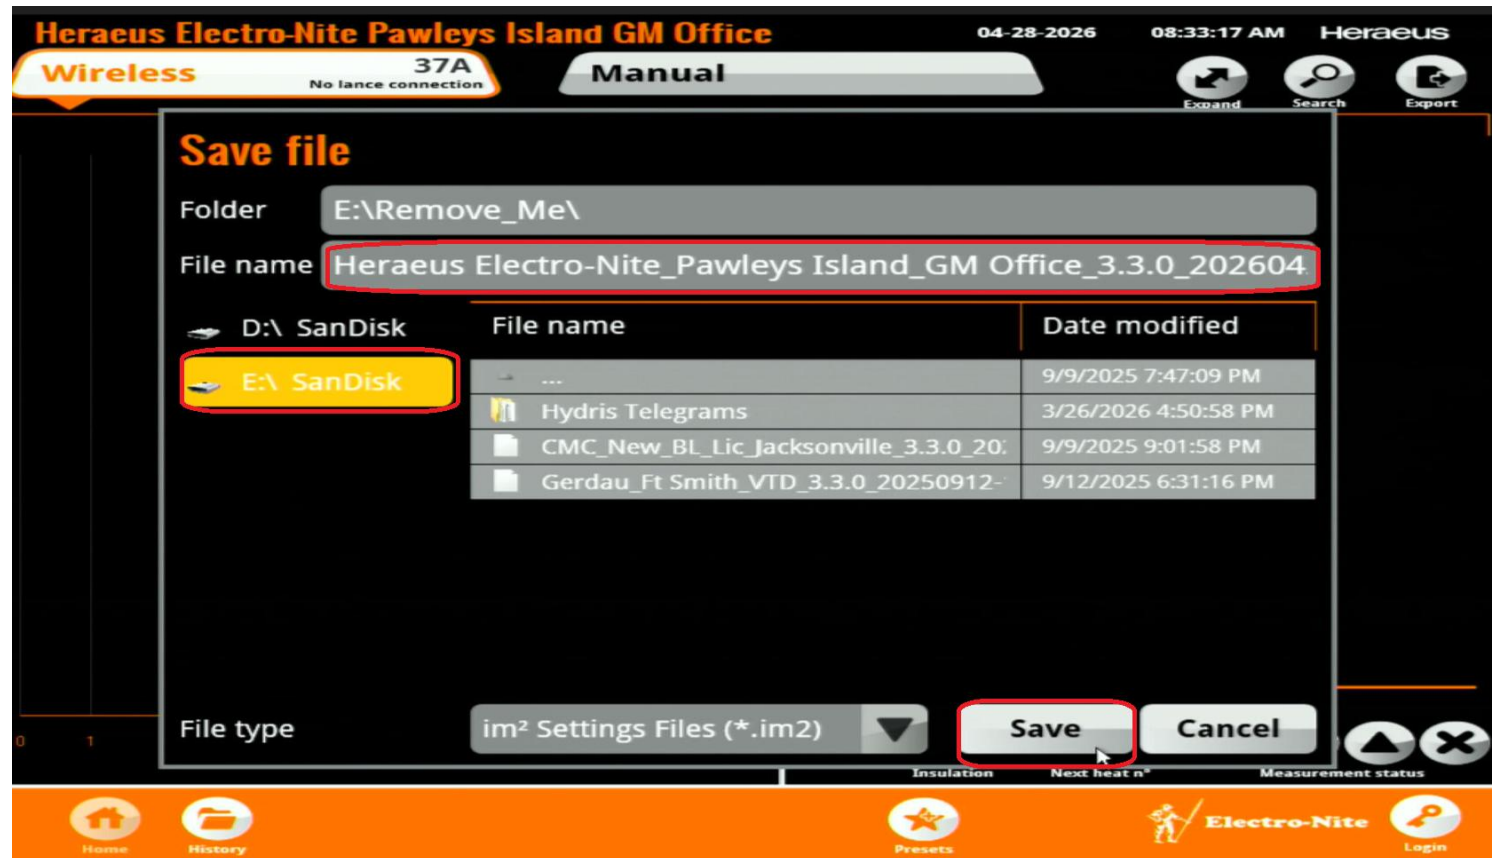 Heraeus Electro-Nite Pawleys Island GM Office
04-28-2026
08:33:17 AM
Heraeus
Wireless
37A
No lance connection
Manual
Expand
Search
Export
Save file
Folder
E:\Remove_Me\
File name
Heraeus Electro-Nite_Pawleys Island_GM Office_3.3.0_202604
D:\ SanDisk
E:\ SanDisk
File name
Date modified
...
9/9/2025 7:47:09 PM
Hydris Telegrams
3/26/2026 4:50:58 PM
CMC_New_BL_Lic_Jacksonville_3.3.0_20
9/9/2025 9:01:58 PM
Gerdau_Ft Smith_VTD_3.3.0_20250912-
9/12/2025 6:31:16 PM
File type
im² Settings Files (*.im2)
Save
Cancel
0
1
Insulation
Next heat n°
Measurement status
Home
History
Presets
Electro-Nite
Login